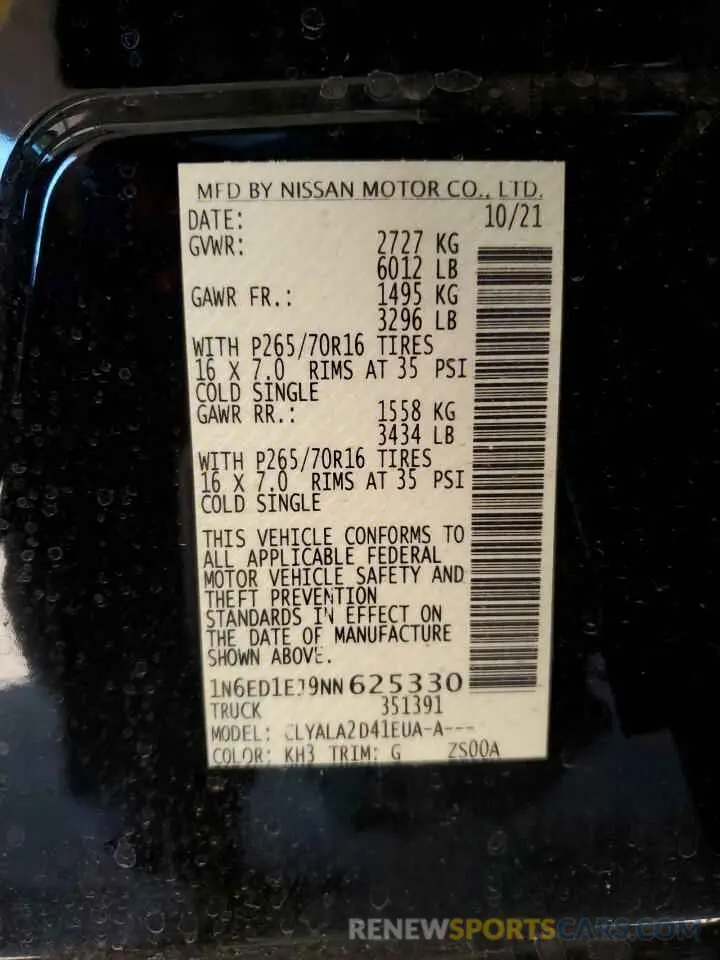 MFD BY NISSAN MOTOR CO., LTD.
DATE: 10/21
GVWR: 2727 KG
6012 LB
GAWR FR.: 1495 KG
3296 LB
WITH P265/70R16 TIRES
16 X 7.0 RIMS AT 35 PSI
COLD SINGLE
GAWR RR.: 1558 KG
3434 LB
WITH P265/70R16 TIRES
16 X 7.0 RIMS AT 35 PSI
COLD SINGLE
THIS VEHICLE CONFORMS TO
ALL APPLICABLE FEDERAL
MOTOR VEHICLE SAFETY AND
THEFT PREVENTION
STANDARDS IN EFFECT ON
THE DATE OF MANUFACTURE
SHOWN ABOVE.
625330
TRUCK 351391
MODEL:
COLOR: KH3 TRIM: G ZS00A
RENEWSPORTSCARS.COM